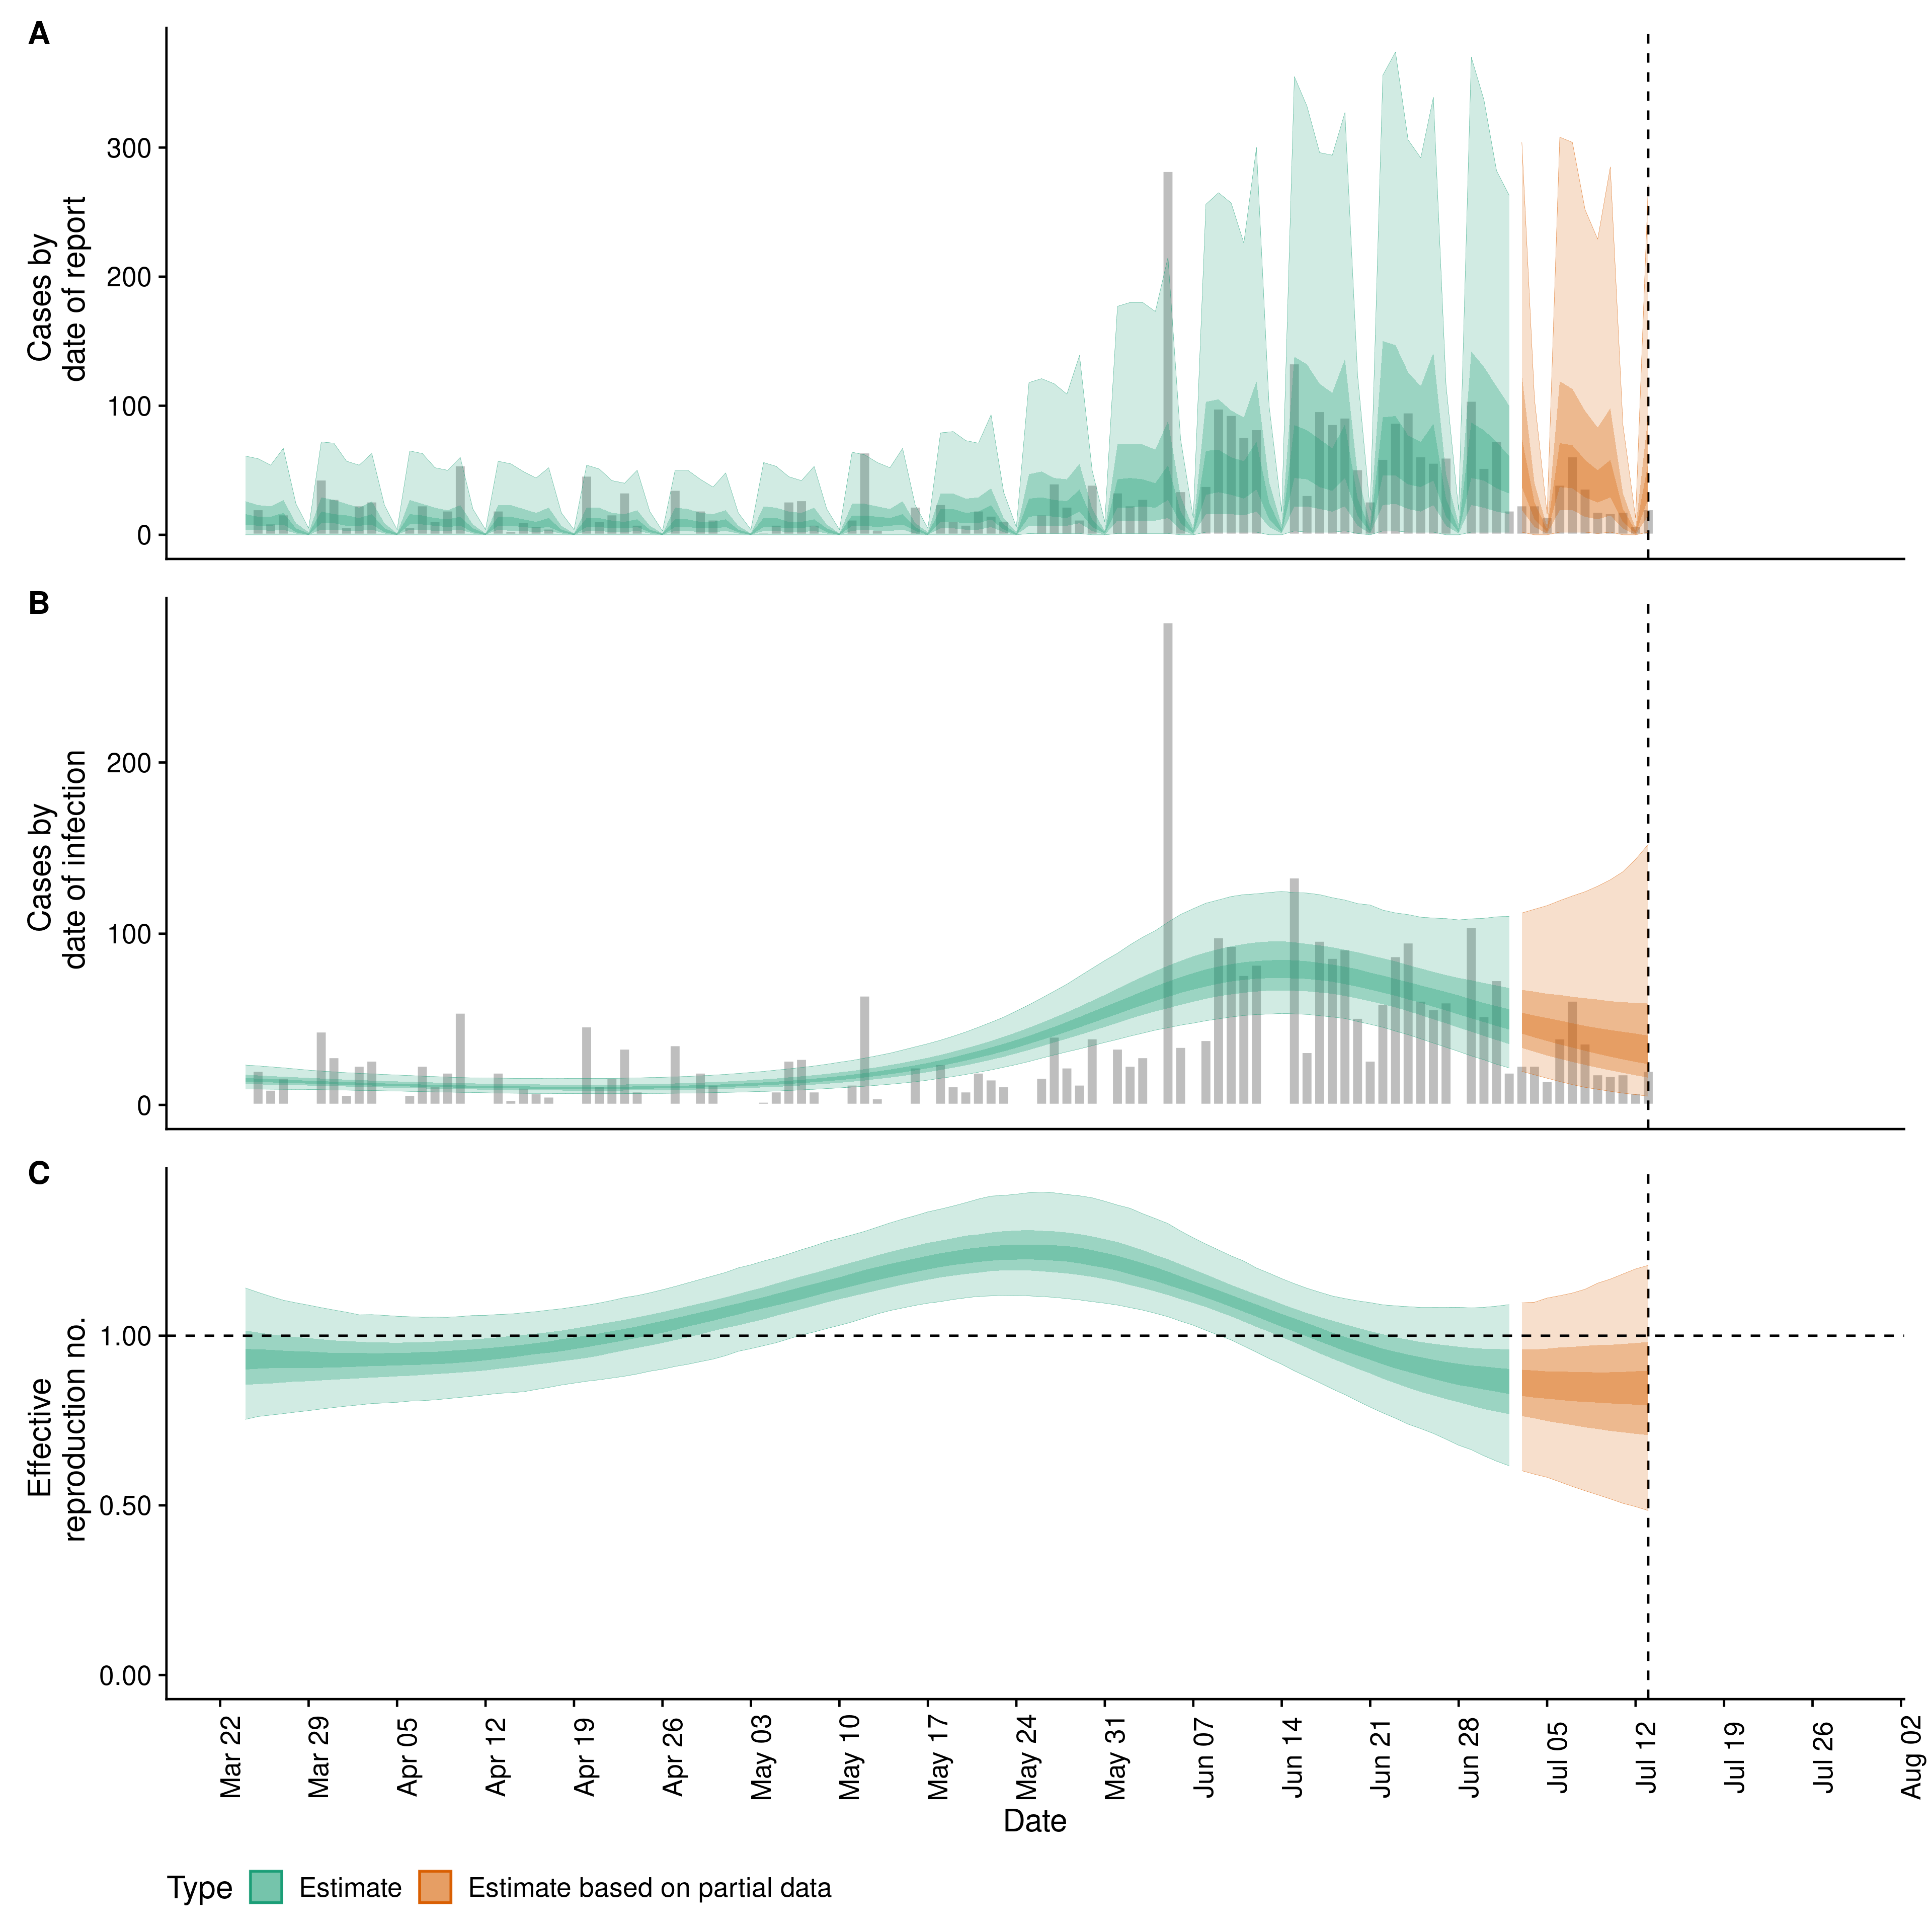 A
Cases by
date of report
300
200
100
0
B
Cases by
date of infection
200
100
0
C
Effective
reproduction no.
1.00
0.50
0.00
Mar 22
Mar 29
Apr 05
Apr 12
Apr 19
Apr 26
May 03
May 10
May 17
May 24
May 31
Jun 07
Jun 14
Jun 21
Jun 28
Jul 05
Jul 12
Jul 19
Jul 26
Aug 02
Date
Type Estimate Estimate based on partial data